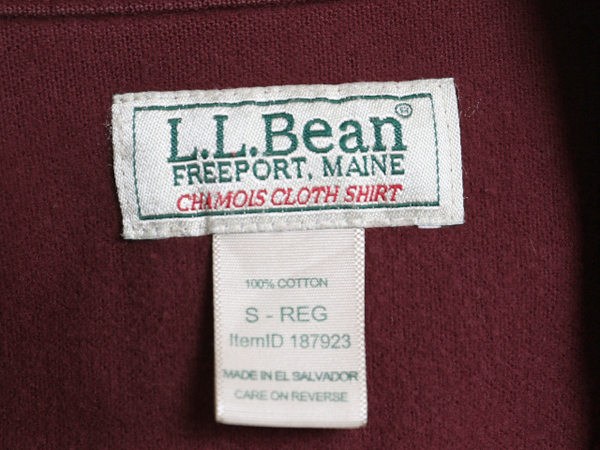 L.L.Bean®
FREEPORT, MAINE
CHAMOIS CLOTH SHIRT
100% COTTON
S - REG
ItemID 187923
MADE IN EL SALVADOR
CARE ON REVERSE